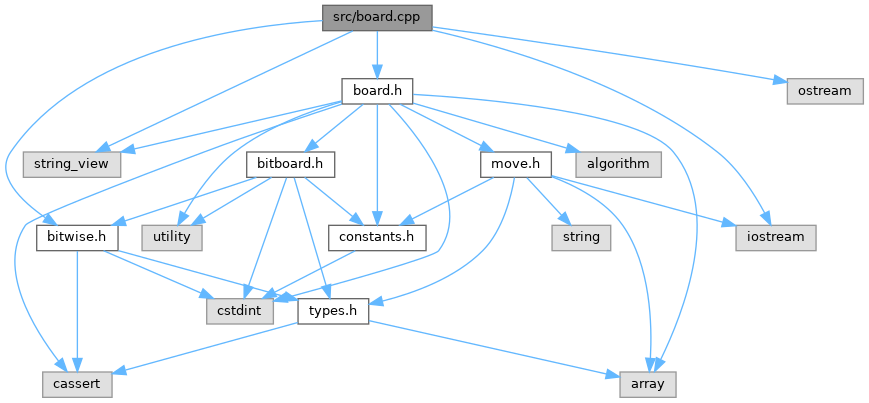 src/board.cpp
board.h
ostream
string_view
bitboard.h
move.h
algorithm
bitwise.h
utility
constants.h
string
iostream
cstdint
types.h
cassert
array